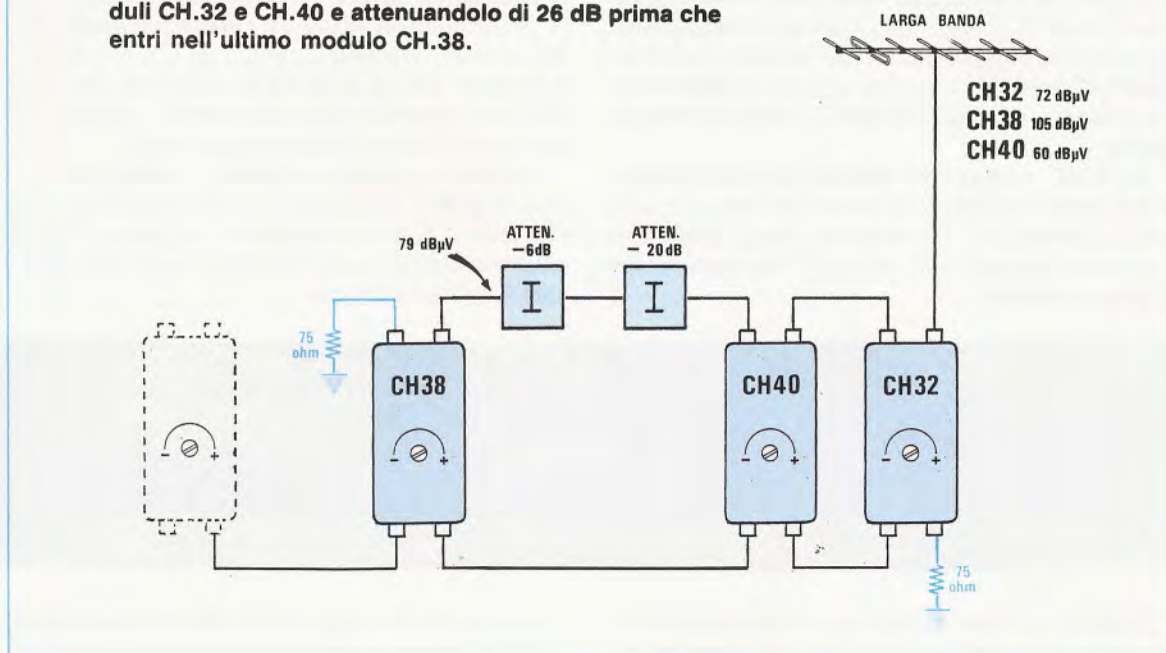 duli CH.32 e CH.40 e attenuandolo di 26 dB prima che
entri nell'ultimo modulo CH.38.
LARGA BANDA
CH32 72 dBµV
CH38 105 dBµV
CH40 60 dBµV
79 dBµV
ATTEN.
-6dB
ATTEN.
- 20dB
75
ohm
CH38
CH40
CH32
- +
- +
- +
- +
75
ohm